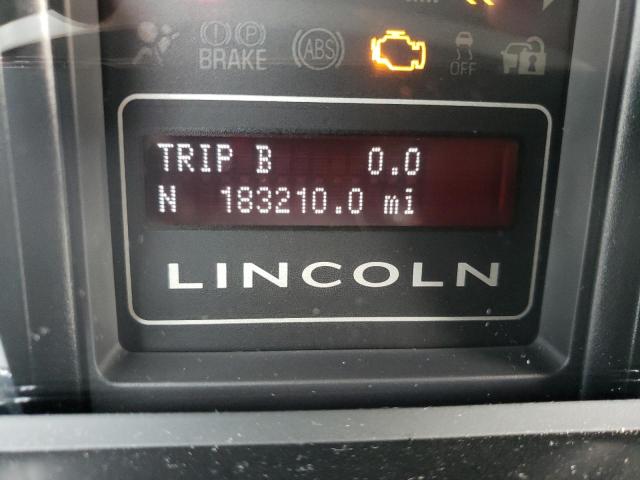 BRAKE
ABS
OFF
TRIP B 0.0
N 183210.0 mi
LINCOLN